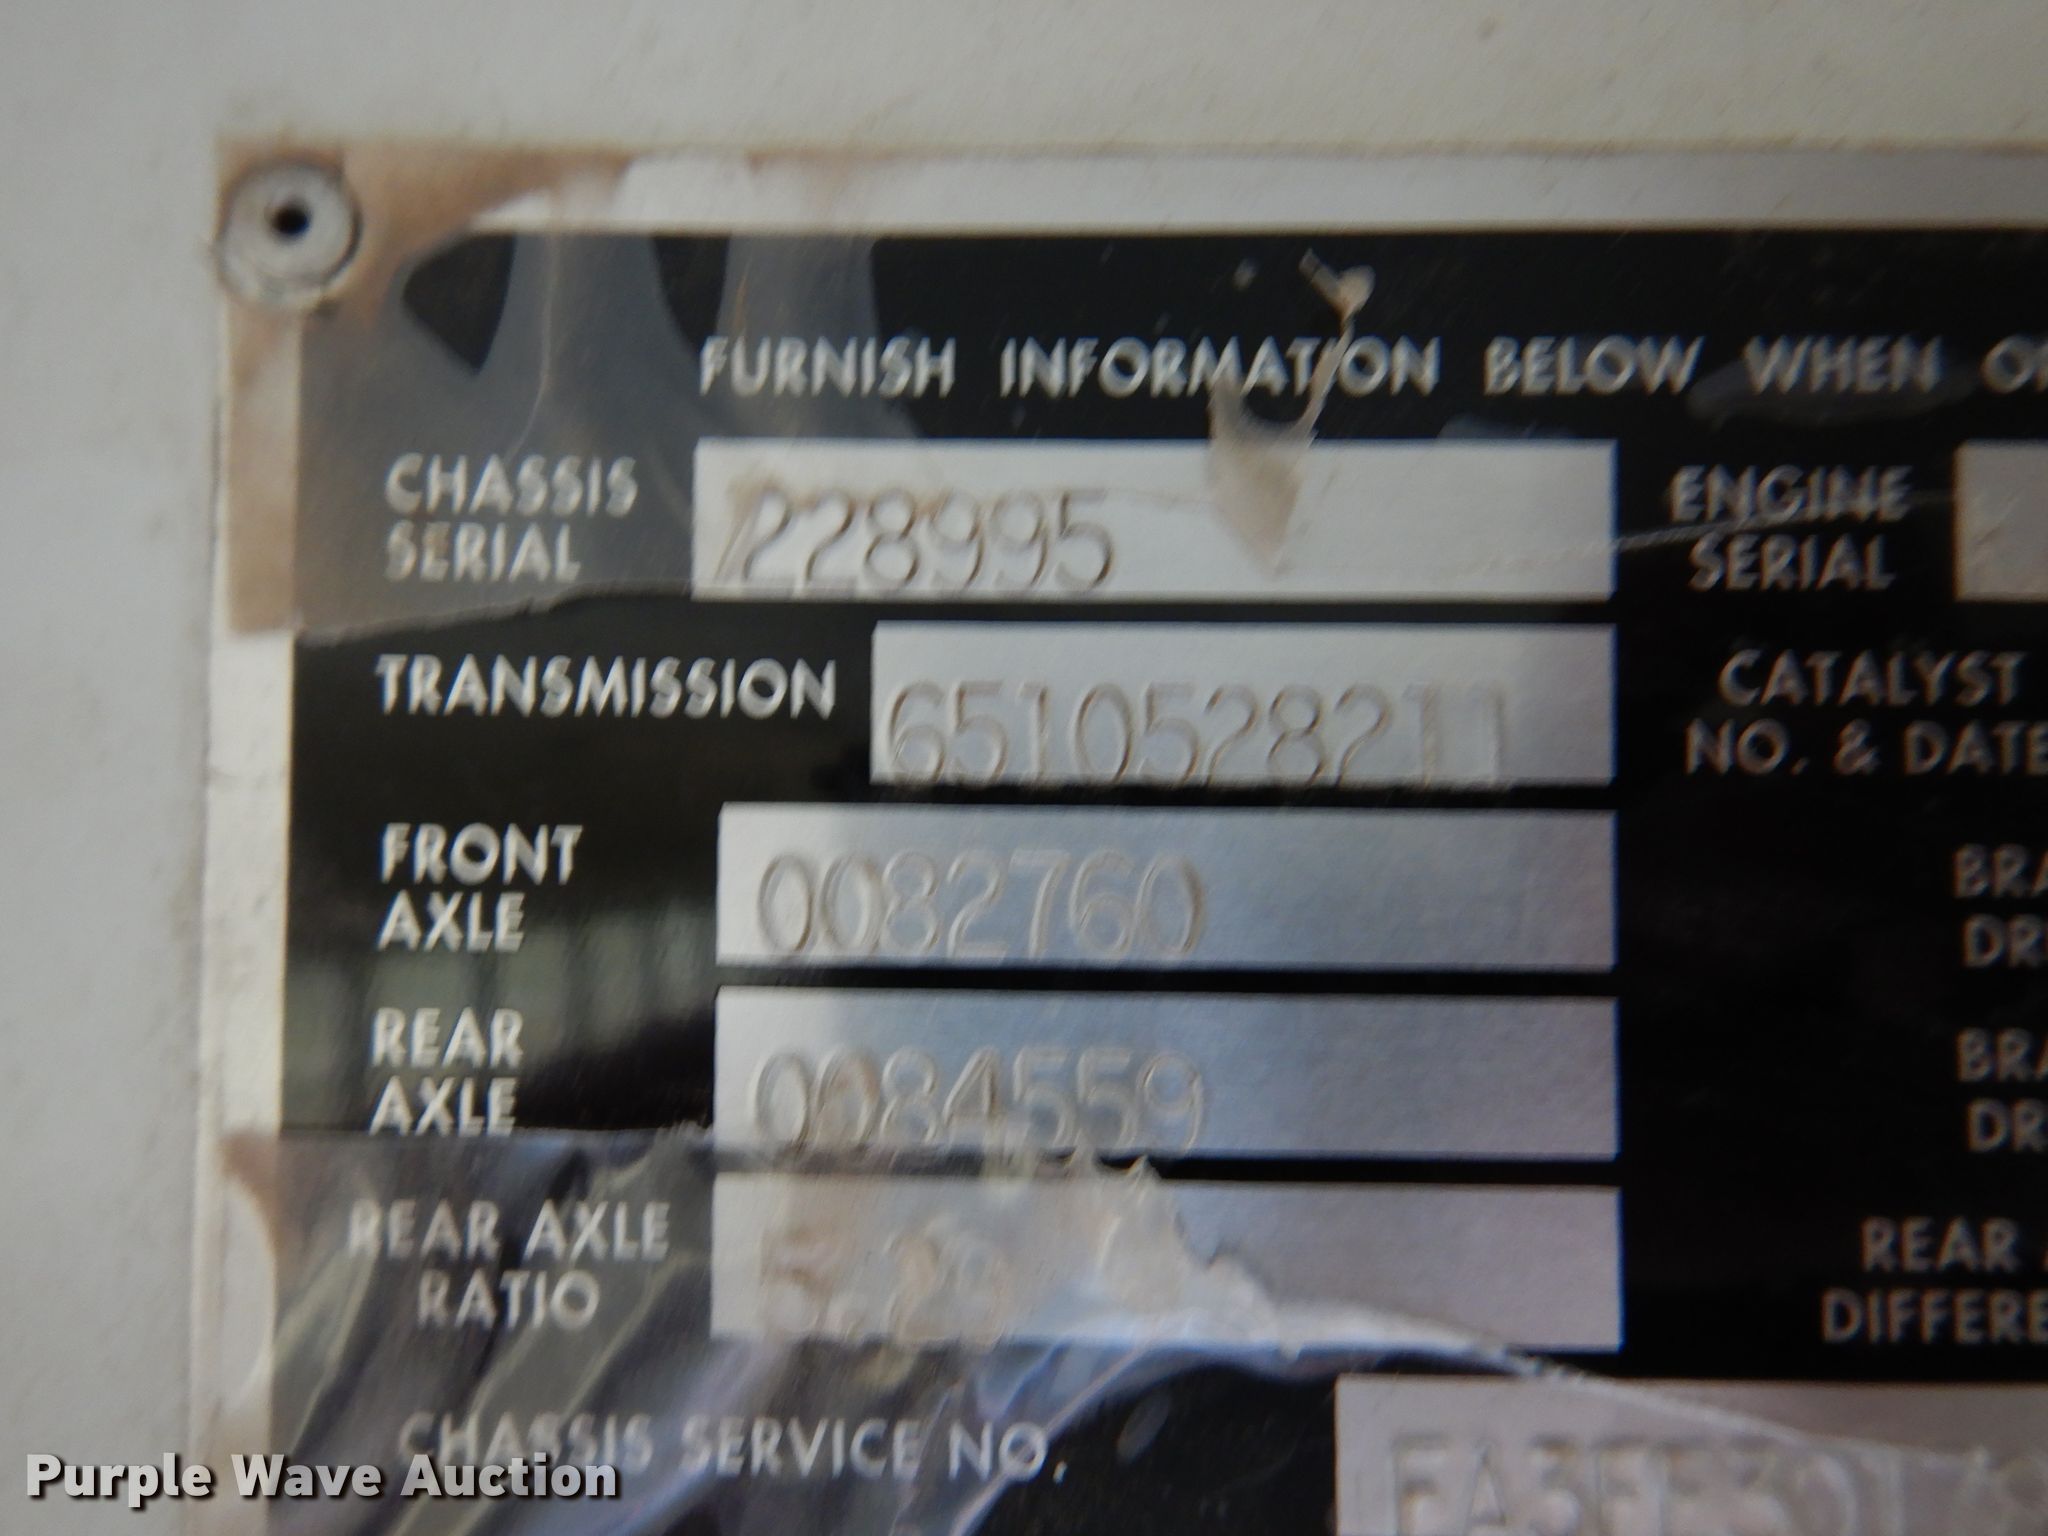 FURNISH INFORMATION BELOW WHEN
CHASSIS SERIAL
228995
ENGINE SERIAL
TRANSMISSION
6510528211
CATALYST
NO. & DATE
FRONT AXLE
0082760
REAR AXLE
0084559
REAR AXLE RATIO
REAR
CHASSIS SERVICE NO.
Purple Wave Auction